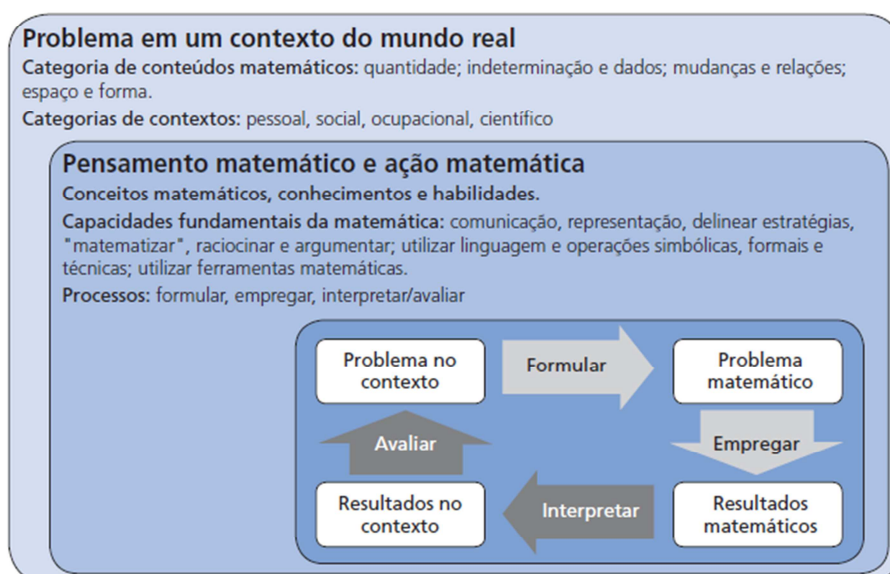 Problema em um contexto do mundo real
Categoria de conteúdos matemáticos: quantidade; indeterminação e dados; mudanças e relações;
espaço e forma.
Categorias de contextos: pessoal, social, ocupacional, científico
Pensamento matemático e ação matemática
Conceitos matemáticos, conhecimentos e habilidades.
Capacidades fundamentais da matemática: comunicação, representação, delinear estratégias,
"matematizar", raciocinar e argumentar; utilizar linguagem e operações simbólicas, formais e
técnicas; utilizar ferramentas matemáticas.
Processos: formular, empregar, interpretar/avaliar
Problema no
contexto
Formular
Problema
matemático
Avaliar
Empregar
Resultados no
contexto
Interpretar
Resultados
matemáticos